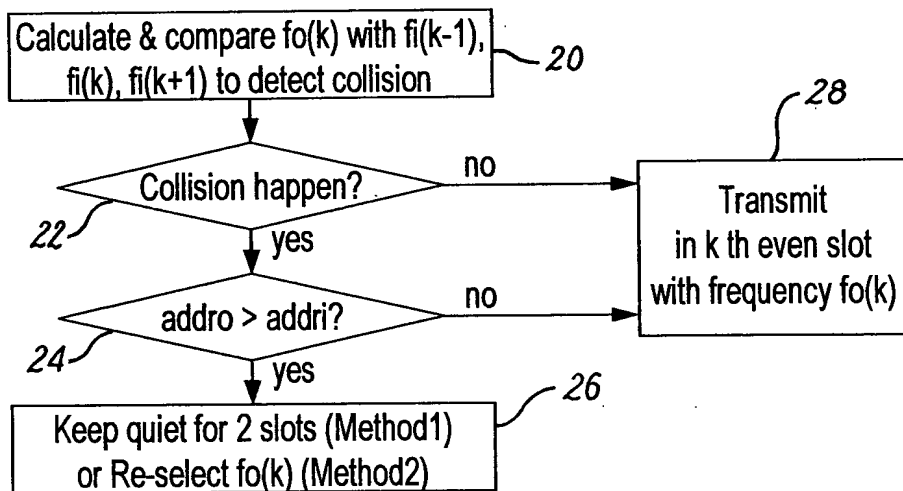 Calculate & compare fo(k) with fi(k-1),
fi(k), fi(k+1) to detect collision
20
28
Collision happen?
no
22
yes
Transmit
in k th even slot
with frequency fo(k)
addro > addri?
no
24
yes
26
Keep quiet for 2 slots (Method1)
or Re-select fo(k) (Method2)